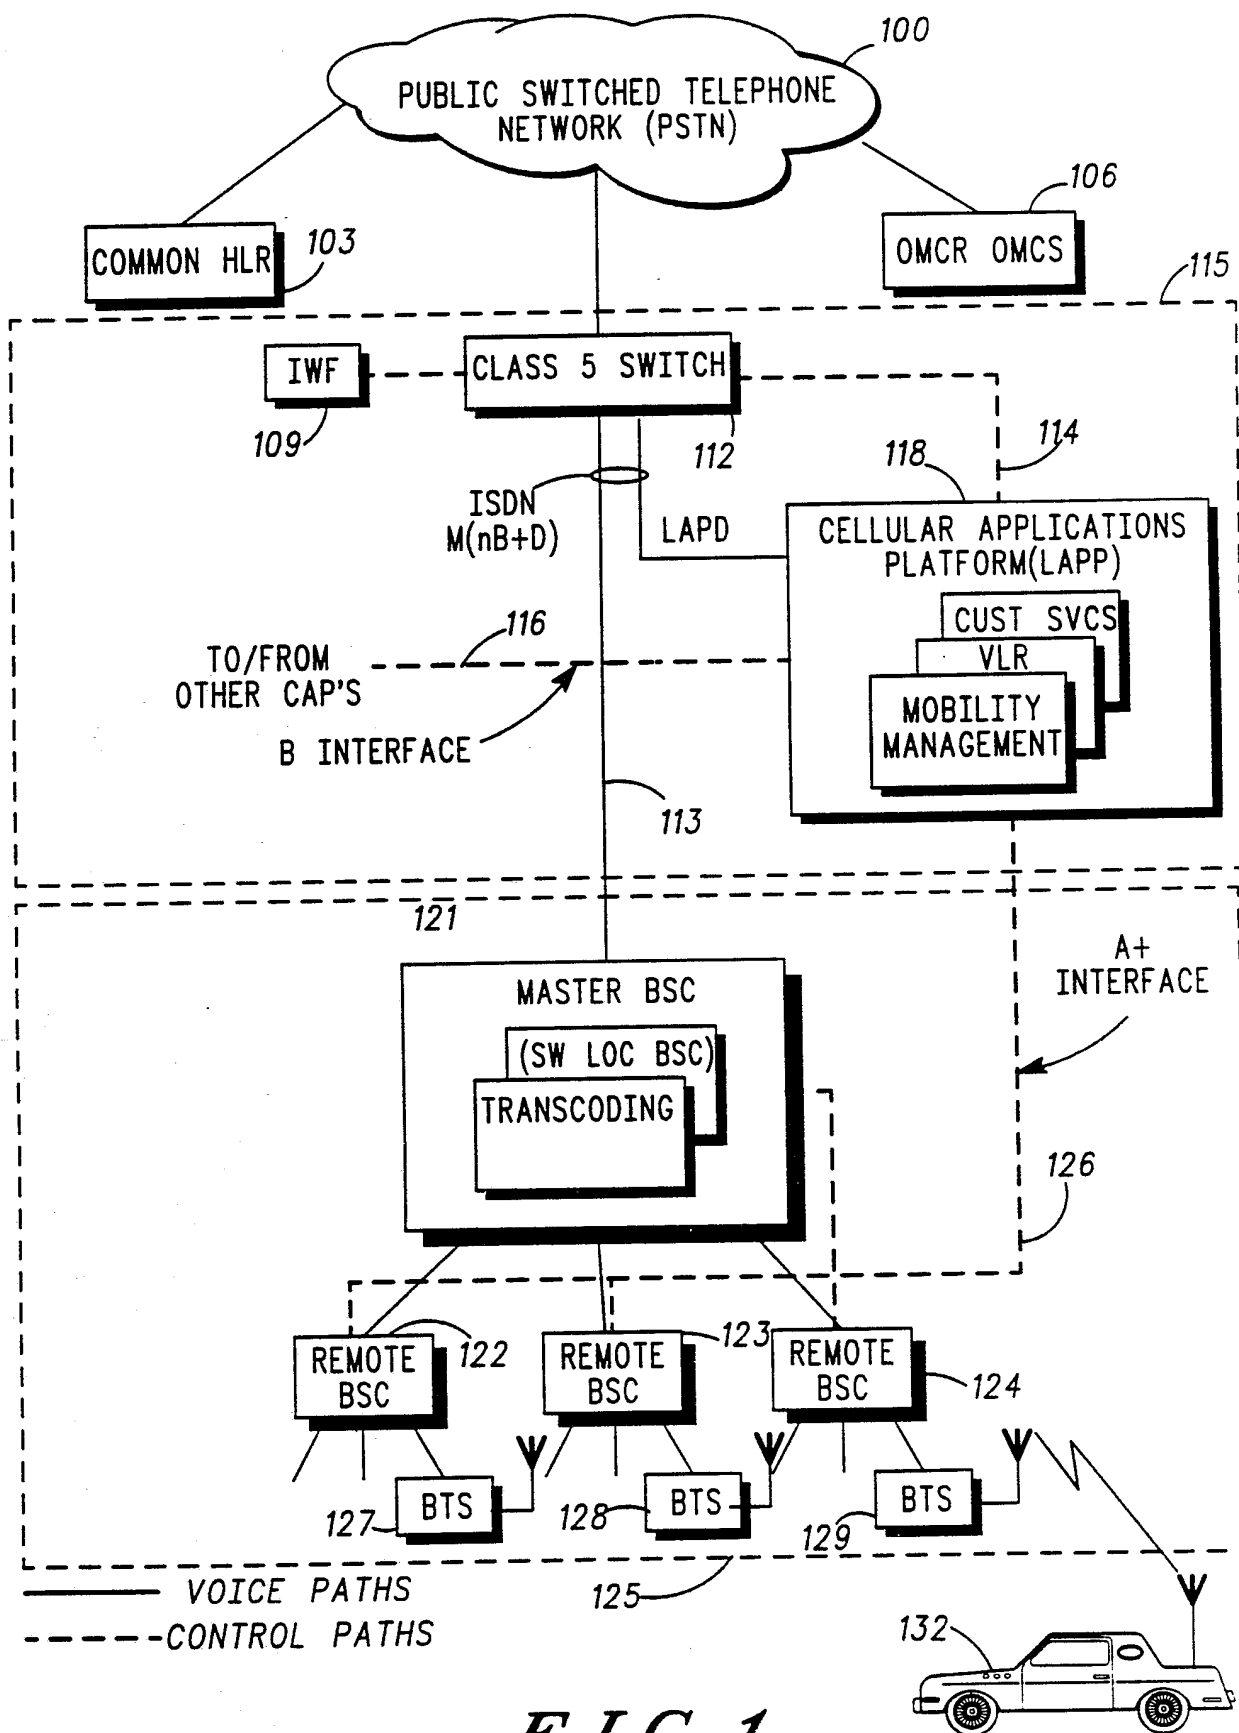 100
PUBLIC SWITCHED TELEPHONE
NETWORK (PSTN)
106
COMMON HLR
103
OMCR OMCS
115
IWF
CLASS 5 SWITCH
109
112
114
118
ISDN
M(nB+D)
LAPD
CELLULAR APPLICATIONS
PLATFORM(LAPP)
CUST SVCS
VLR
MOBILITY
MANAGEMENT
116
TO/FROM
OTHER CAP'S
B INTERFACE
113
121
A+
INTERFACE
MASTER BSC
(SW LOC BSC)
TRANSCODING
126
122
123
124
REMOTE
BSC
REMOTE
BSC
REMOTE
BSC
127
BTS
128
BTS
129
BTS
125
VOICE PATHS
CONTROL PATHS
132
FIG. 1